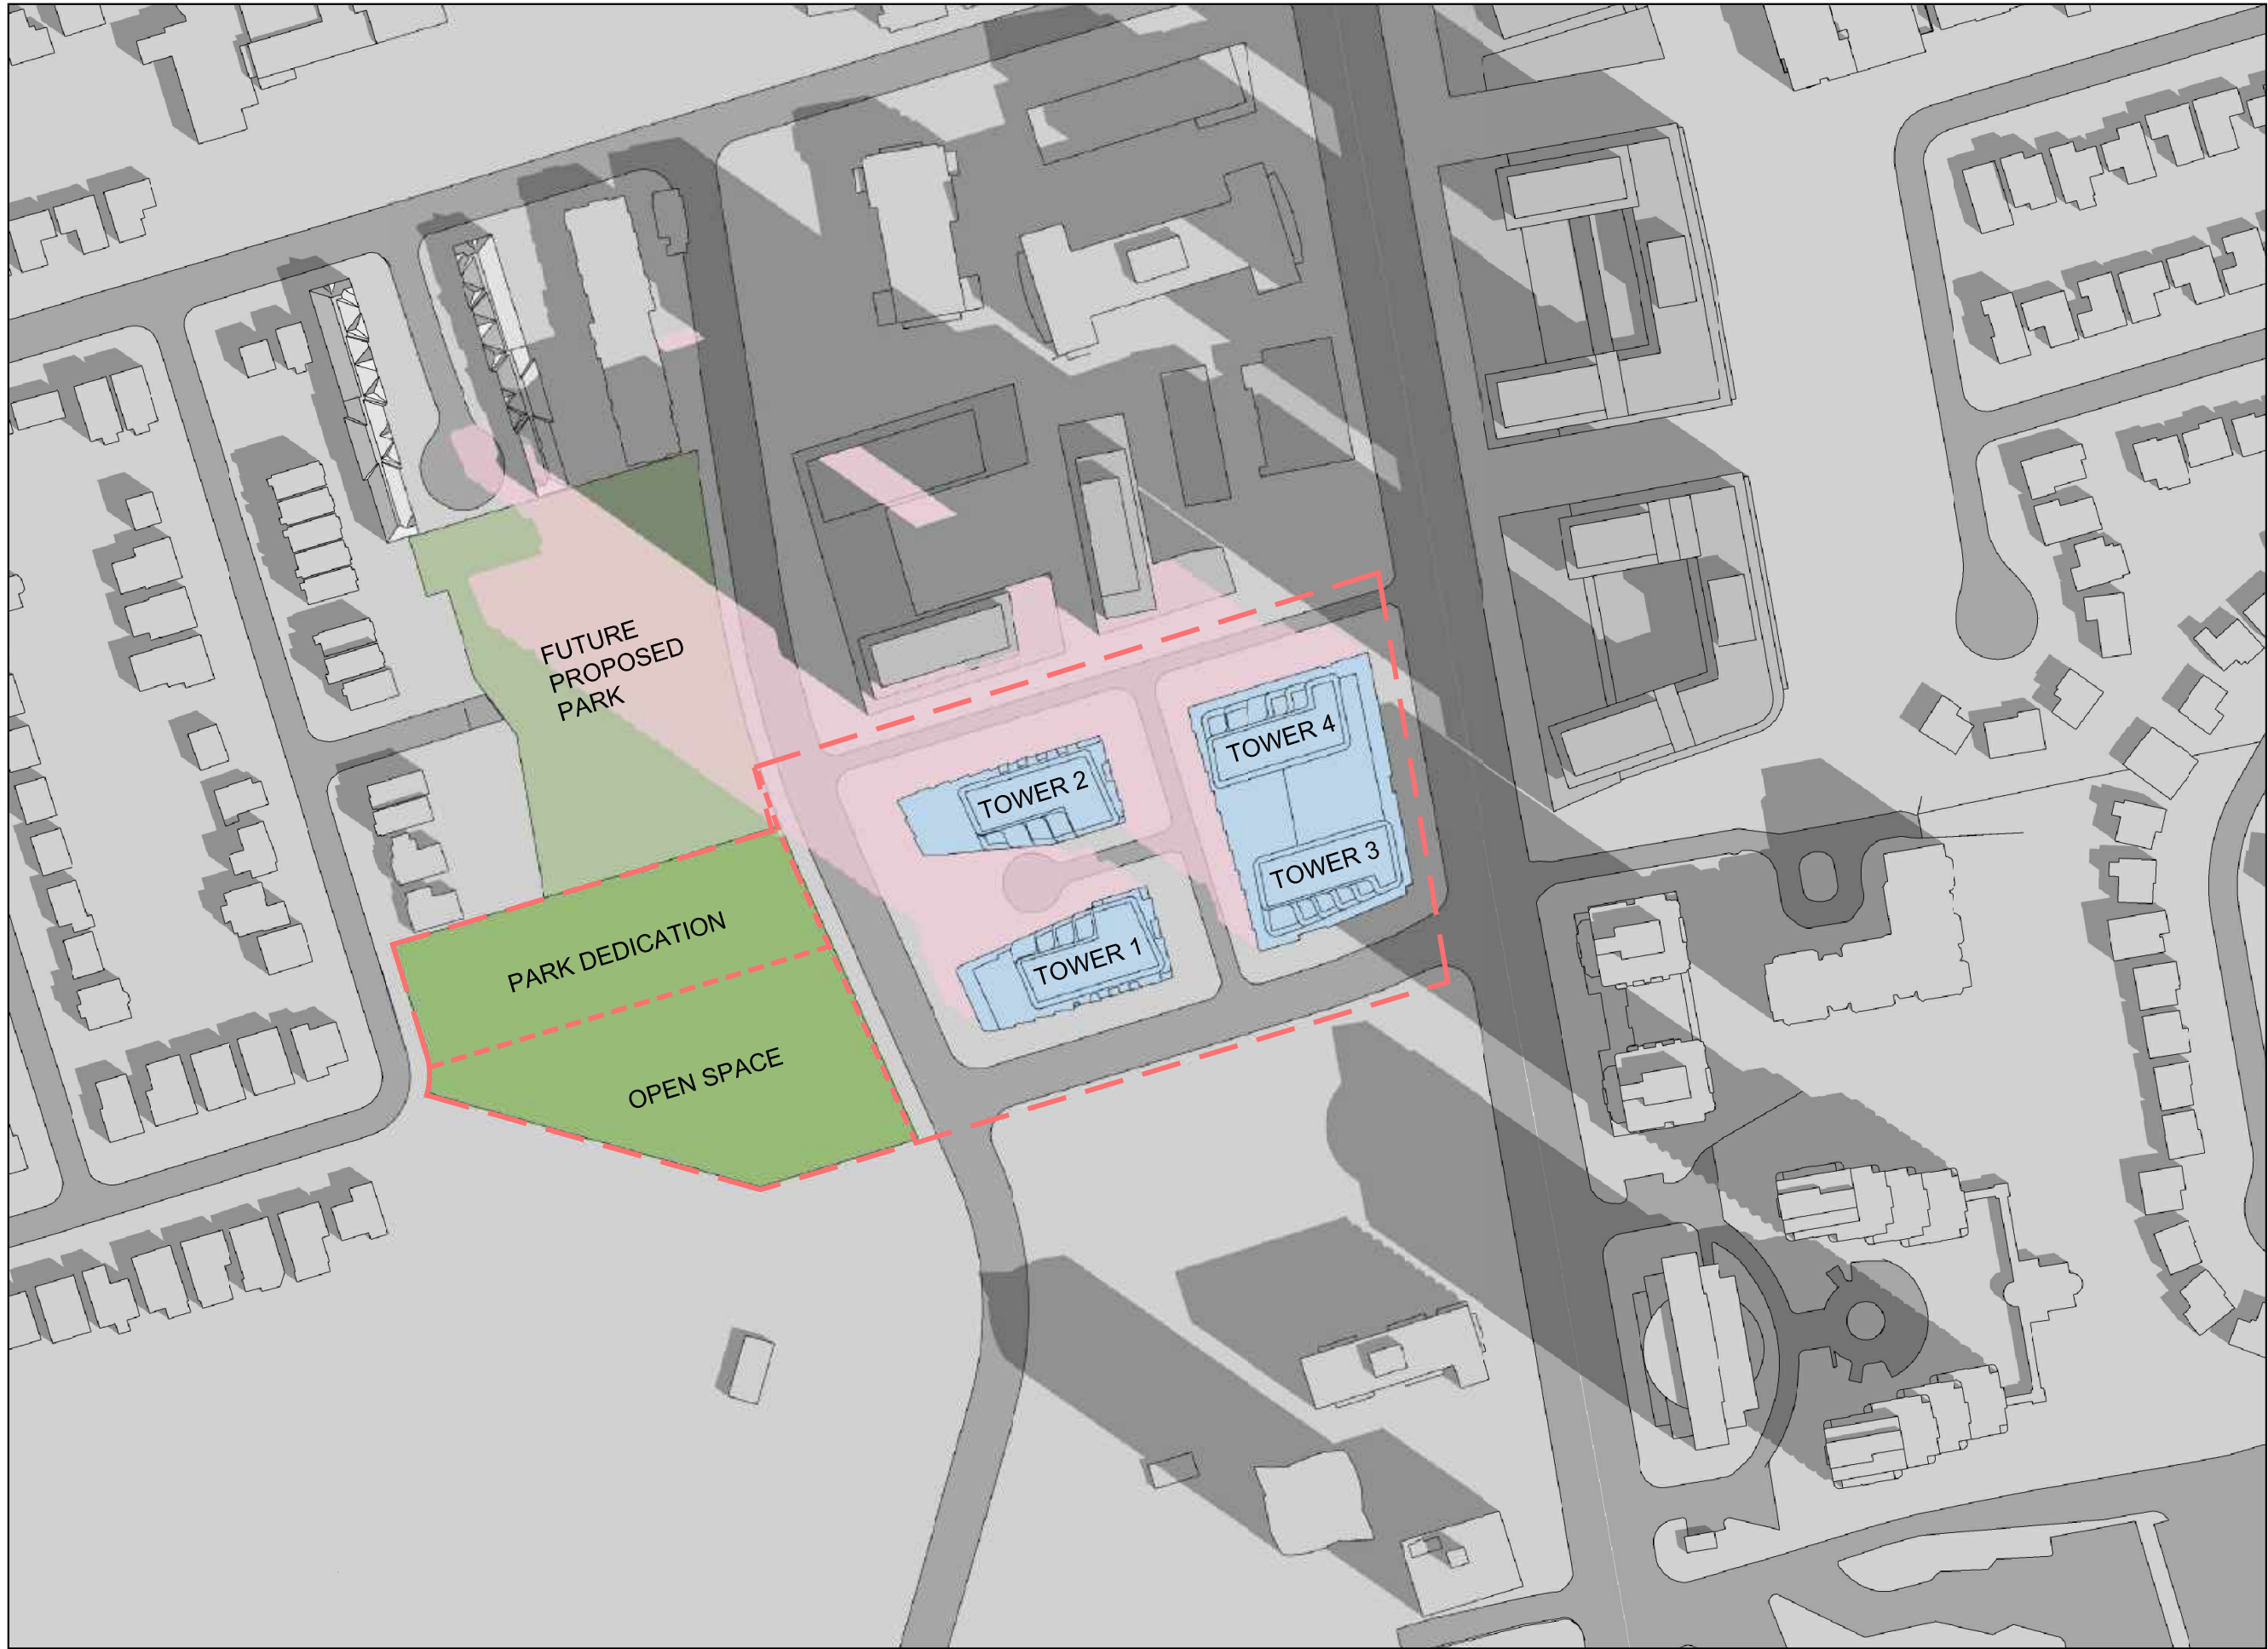 FUTURE
PROPOSED
PARK
TOWER 4
TOWER 2
TOWER 3
PARK DEDICATION
TOWER 1
OPEN SPACE